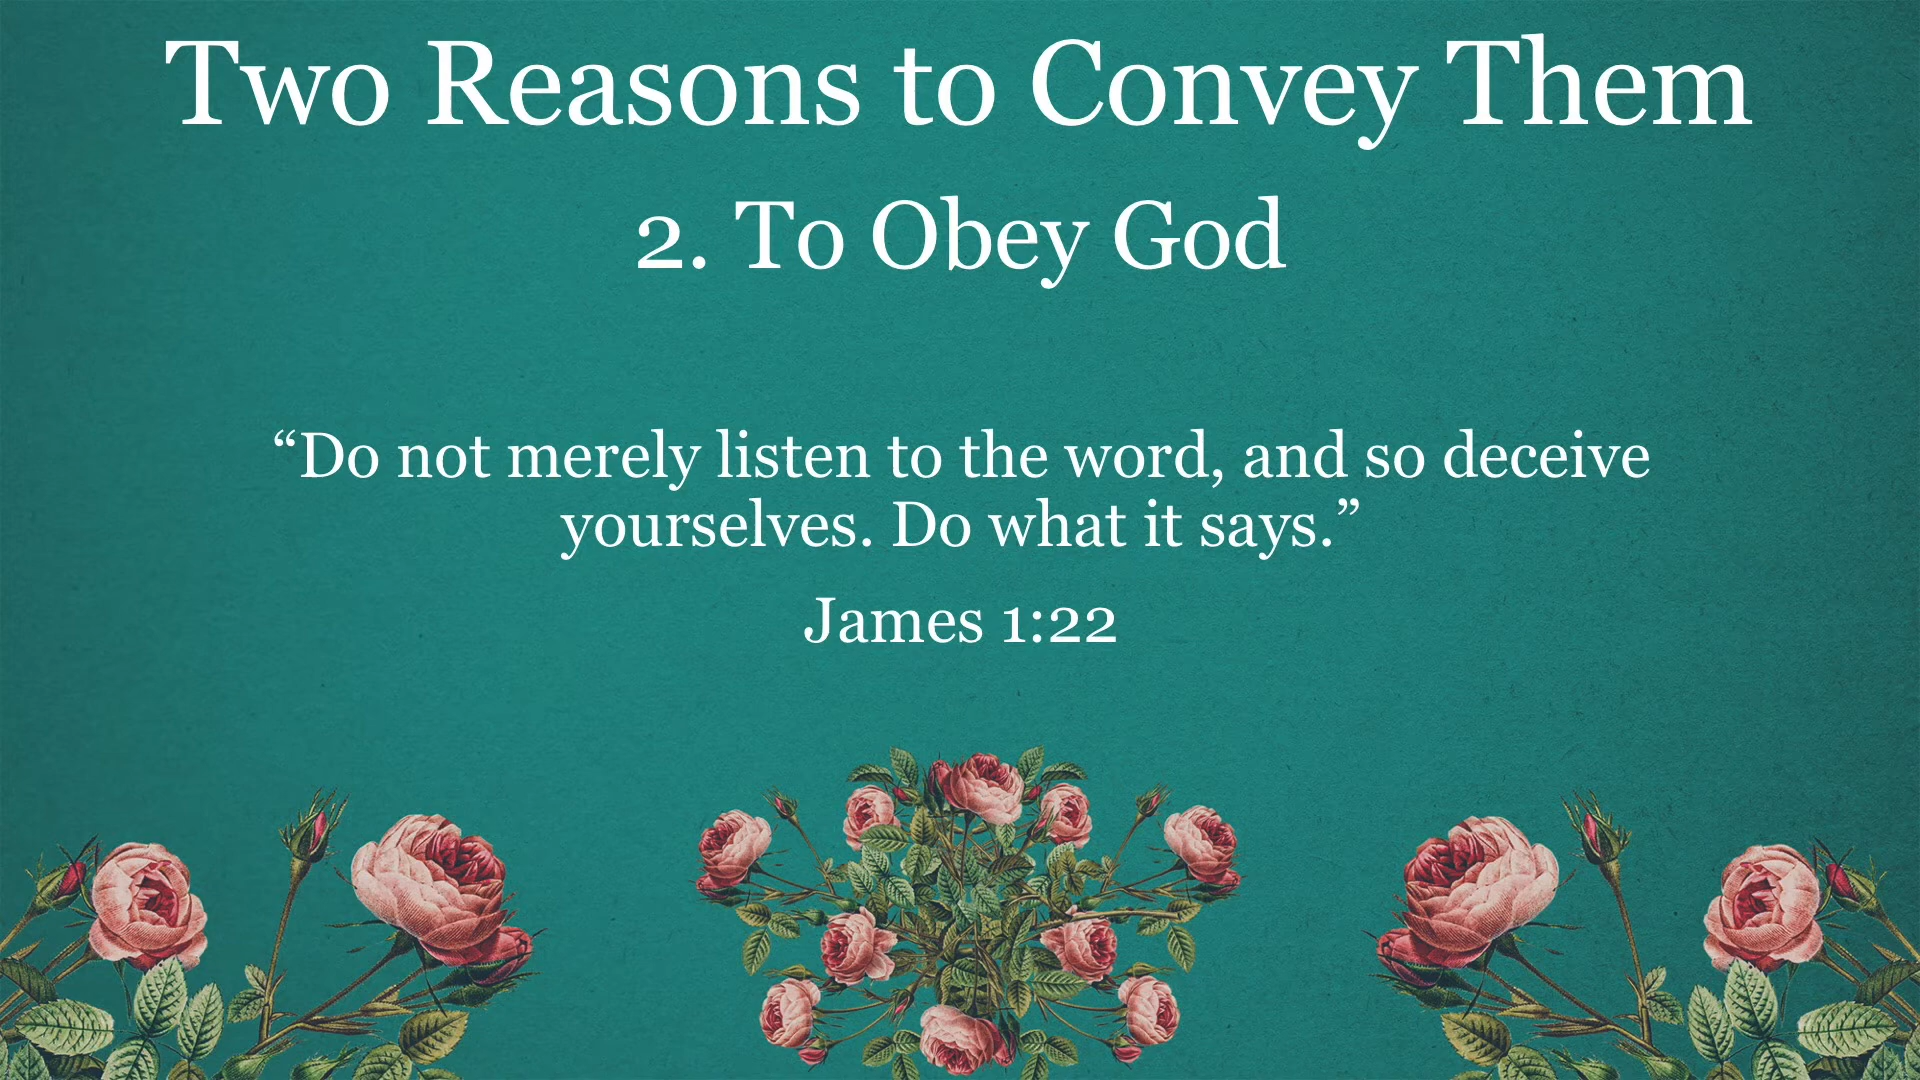 Two Reasons to Convey Them
2. To Obey God
“Do not merely listen to the word, and so deceive
yourselves. Do what it says.”
James 1:22